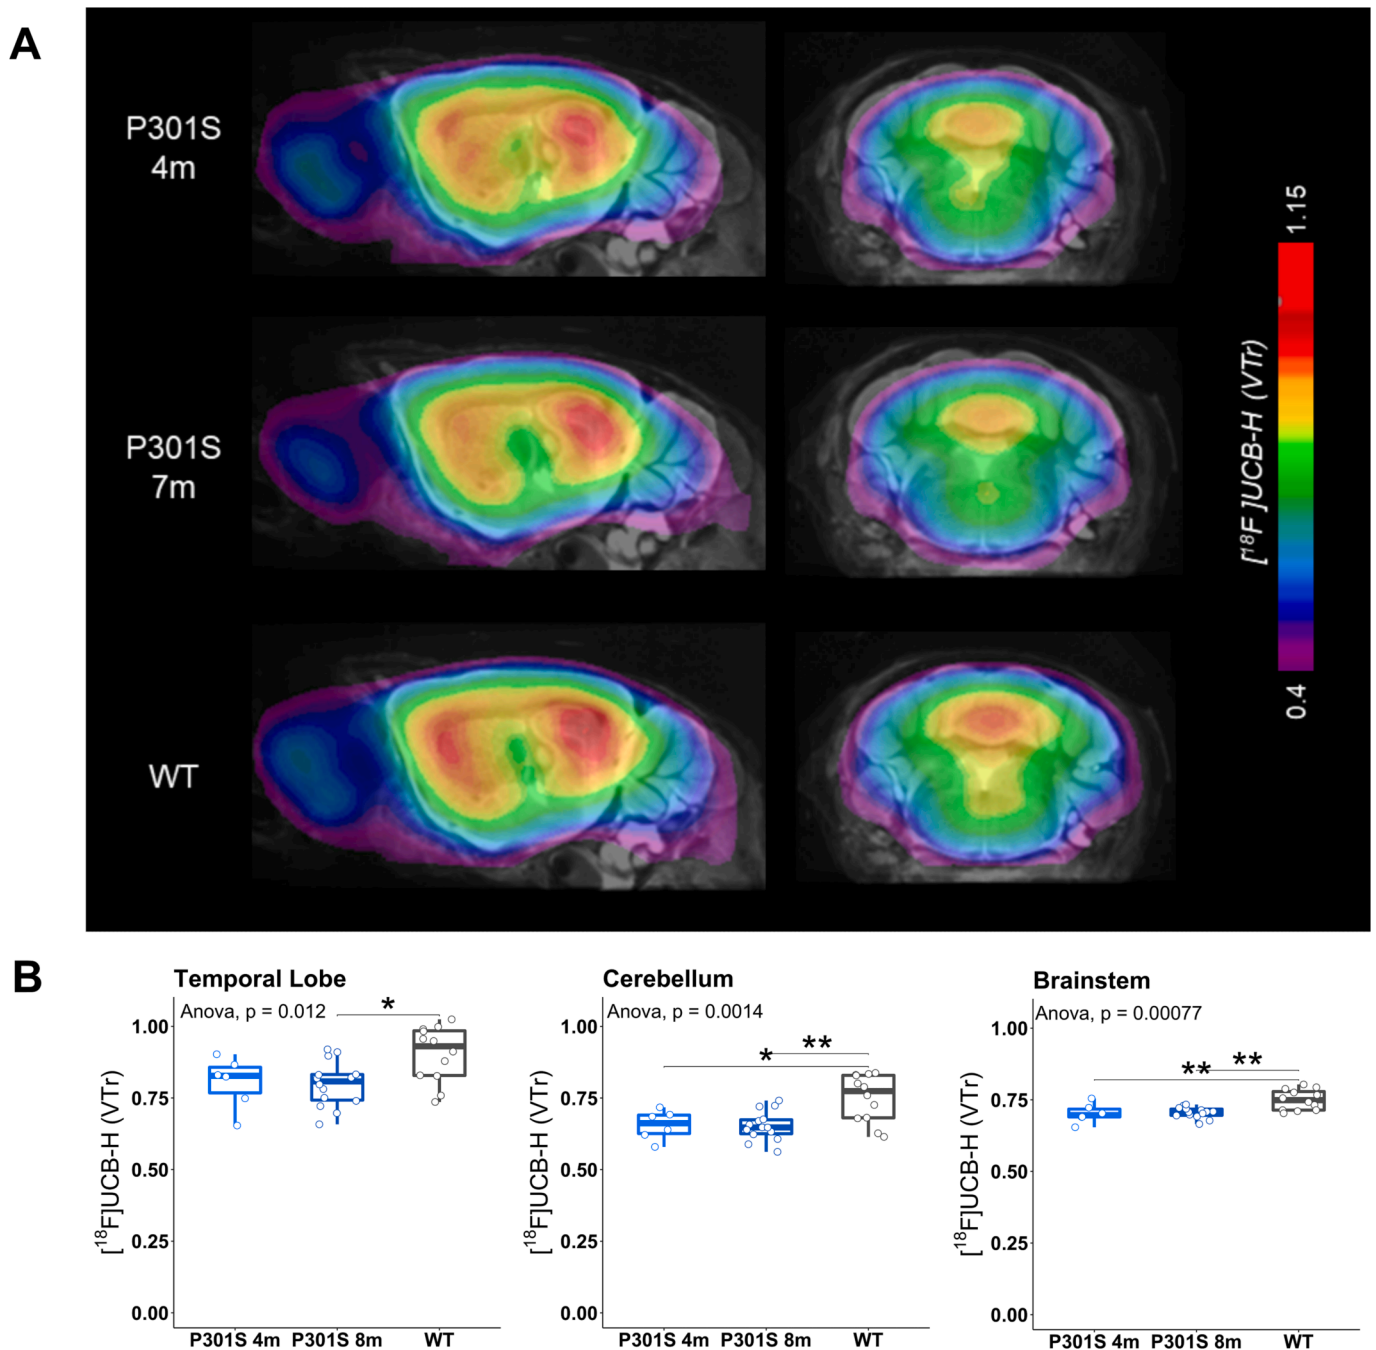 A
P301S
4m
P301S
7m
WT
1.15
[¹⁸F ]UCB-H (VTr)
0.4
B
Temporal Lobe
Anova, p = 0.012
*
[¹⁸F]UCB-H (VTr)
1.00
0.75
0.50
0.25
0.00
P301S 4m P301S 8m WT
Cerebellum
Anova, p = 0.0014
* **
[¹⁸F]UCB-H (VTr)
1.00
0.75
0.50
0.25
0.00
P301S 4m P301S 8m WT
Brainstem
Anova, p = 0.00077
** **
[¹⁸F]UCB-H (VTr)
1.00
0.75
0.50
0.25
0.00
P301S 4m P301S 8m WT